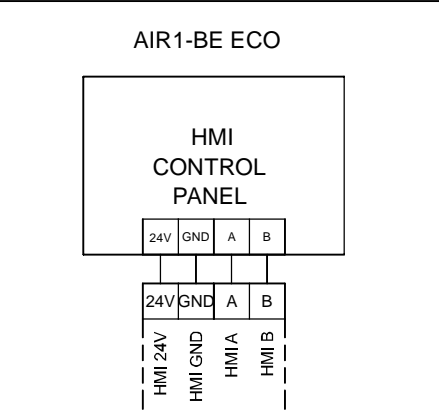 AIR1-BE ECO
HMI
CONTROL
PANEL
24V GND A B
24V GND A B
HMI 24V
HMI GND
HMI A
HMI B